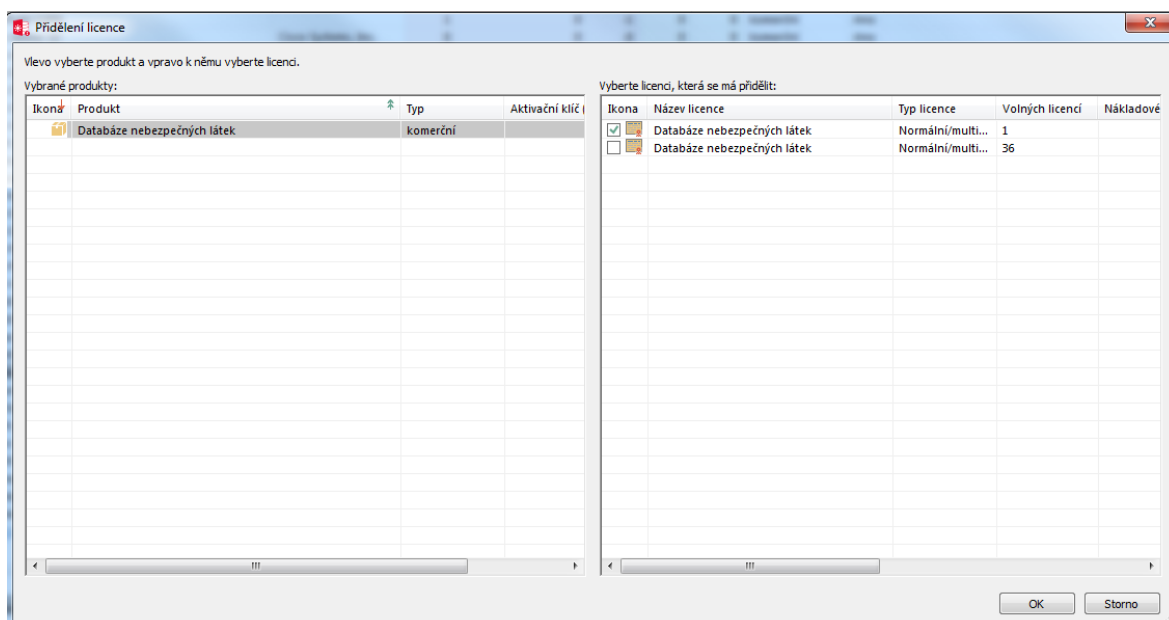 Přidělení licence
Vlevo vyberte produkt a vpravo k němu vyberte licenci.
Vybrané produkty:
Ikona Produkt Typ Aktivační klíč (
Databáze nebezpečných látek komerční
Vyberte licenci, která se má přidělit:
Ikona Název licence Typ licence Volných licencí Nákladové
Databáze nebezpečných látek Normální/multi... 1
Databáze nebezpečných látek Normální/multi... 36
OK Storno